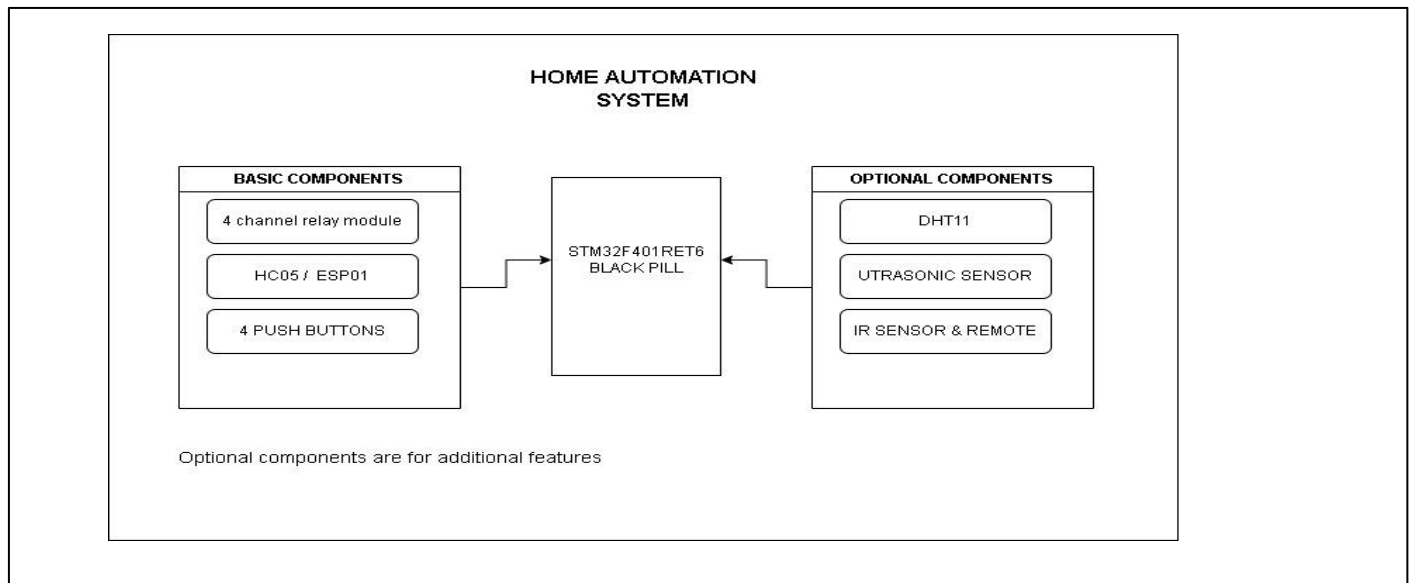 HOME AUTOMATION
SYSTEM
BASIC COMPONENTS
4 channel relay module
HC05 / ESP01
4 PUSH BUTTONS
STM32F401RET6
BLACK PILL
OPTIONAL COMPONENTS
DHT11
UTRASONIC SENSOR
IR SENSOR & REMOTE
Optional components are for additional features